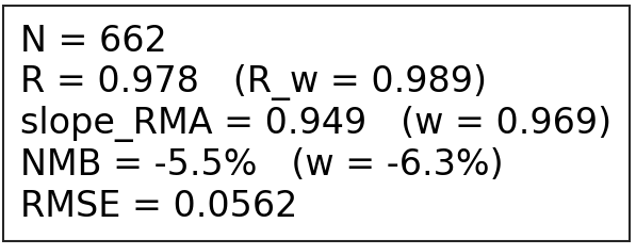 N = 662
R = 0.978 (R_w = 0.989)
slope_RMA = 0.949 (w = 0.969)
NMB = -5.5% (w = -6.3%)
RMSE = 0.0562